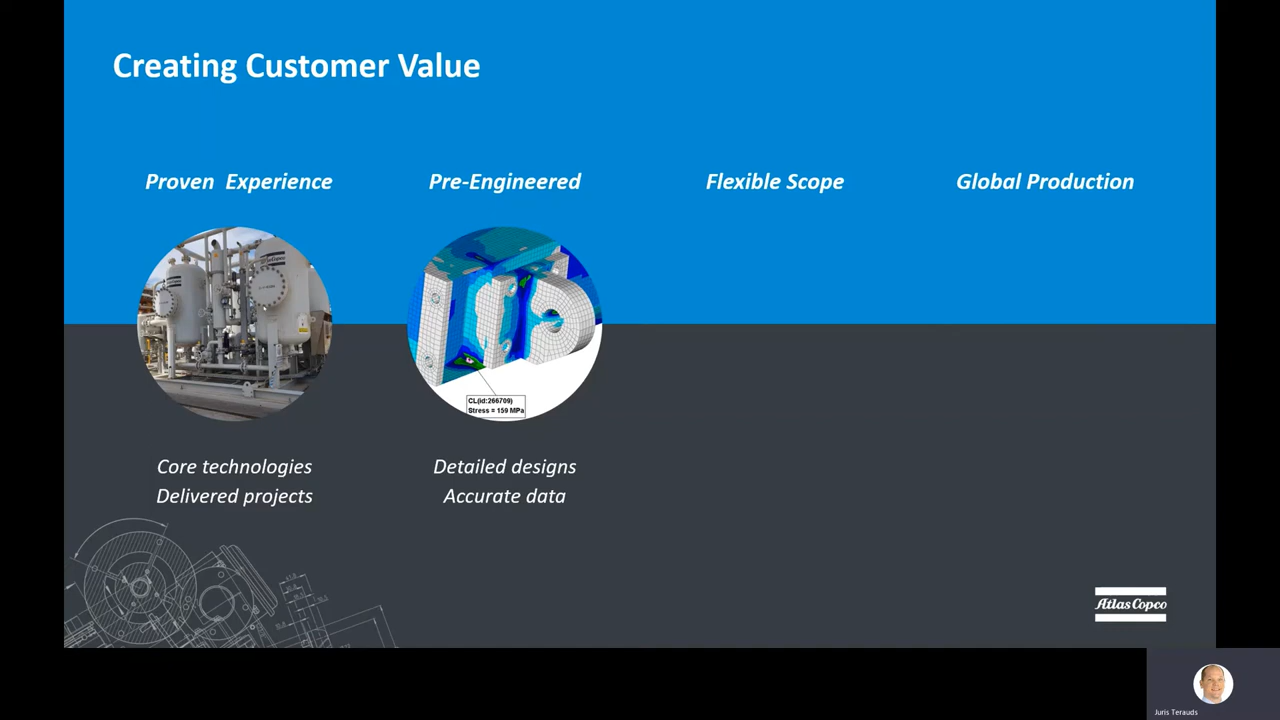 Creating Customer Value
Proven Experience
Pre-Engineered
Flexible Scope
Global Production
CL(id:266709)
Stress = 159 MPa
Core technologies
Delivered projects
Detailed designs
Accurate data
Atlas Copco
Juris Terauds